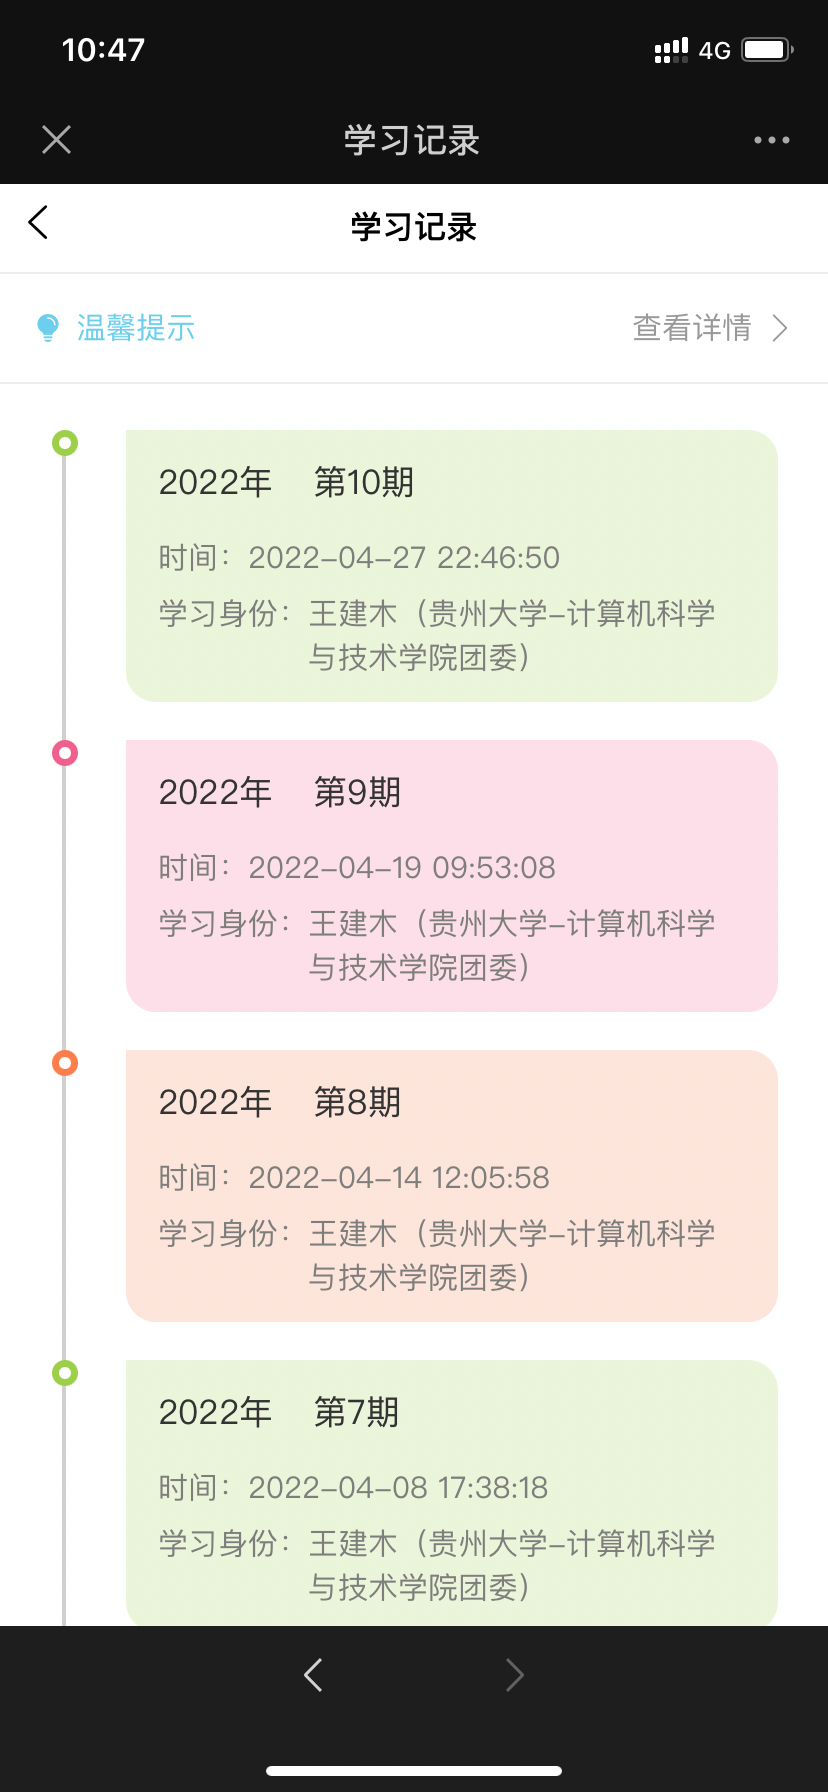 10:47
4G
学习记录
学习记录
温馨提示 查看详情
2022年 第10期
时间：2022-04-27 22:46:50
学习身份：王建木（贵州大学-计算机科学
与技术学院团委）
2022年 第9期
时间：2022-04-19 09:53:08
学习身份：王建木（贵州大学-计算机科学
与技术学院团委）
2022年 第8期
时间：2022-04-14 12:05:58
学习身份：王建木（贵州大学-计算机科学
与技术学院团委）
2022年 第7期
时间：2022-04-08 17:38:18
学习身份：王建木（贵州大学-计算机科学
与技术学院团委）